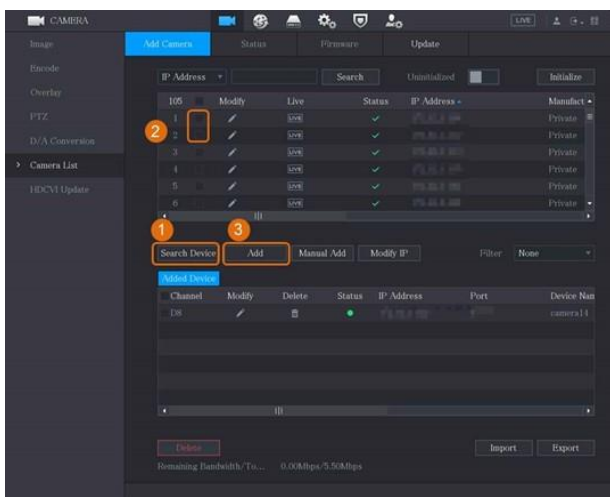 CAMERA
LIVE
Image
Encode
Overlay
PTZ
D/A Conversion
Camera List
HDCVI Update
Add Camera Status Firmware Update
IP Address Search Uninitialized Initialize
105 Modify Live Status IP Address Manufact
1 LIVE Private
2 2 LIVE Private
3 LIVE Private
4 LIVE Private
5 LIVE Private
6 LIVE Private
1 3
Search Device Add Manual Add Modify IP Filter None
Added Device
Channel Modify Delete Status IP Address Port Device Nan
D8 camera14
Delete Import Export
Remaining Bandwidth/To... 0.00Mbps/5.50Mbps